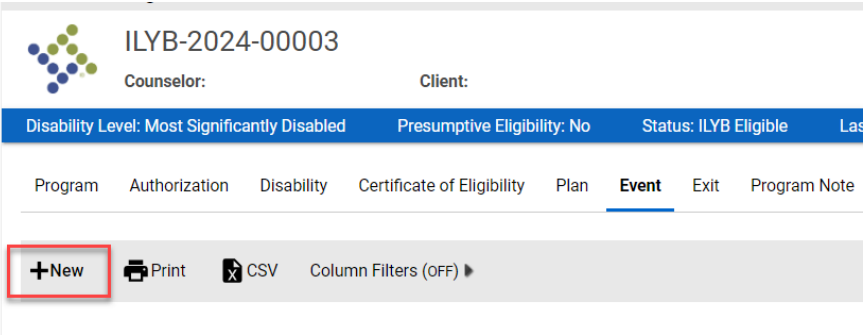 ILYB-2024-00003
Counselor: Client:
Disability Level: Most Significantly Disabled Presumptive Eligibility: No Status: ILYB Eligible Las
Program Authorization Disability Certificate of Eligibility Plan Event Exit Program Note
+New Print CSV Column Filters (OFF)